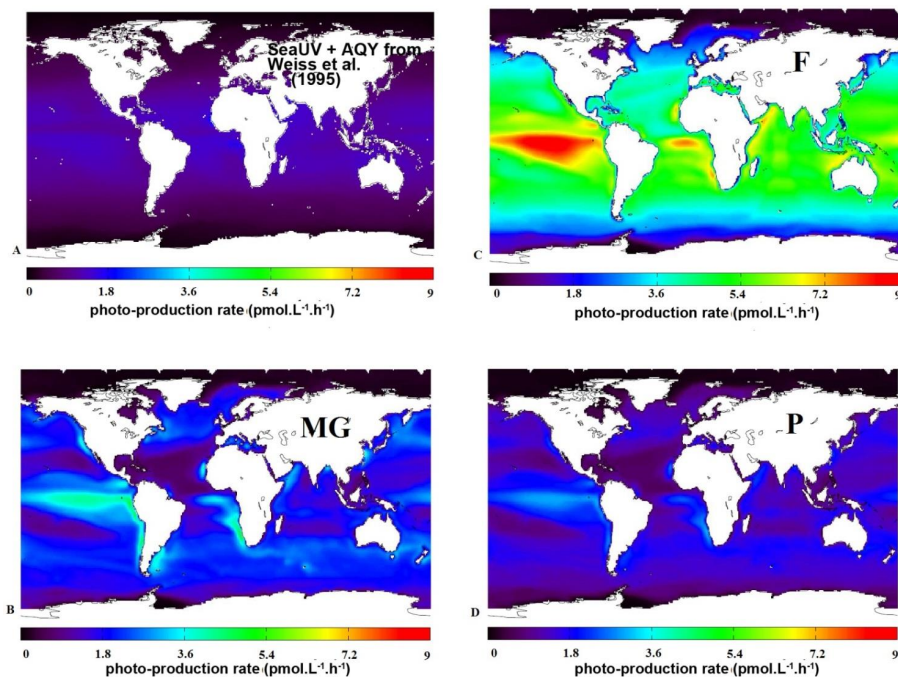 SeaUV + AQY from
Weiss et al.
(1995)
A
0 1.8 3.6 5.4 7.2 9
photo-production rate (pmol.L⁻¹.h⁻¹)
F
C
0 1.8 3.6 5.4 7.2 9
photo-production rate (pmol.L⁻¹.h⁻¹)
MG
B
0 1.8 3.6 5.4 7.2 9
photo-production rate (pmol.L⁻¹.h⁻¹)
P
D
0 1.8 3.6 5.4 7.2 9
photo-production rate (pmol.L⁻¹.h⁻¹)